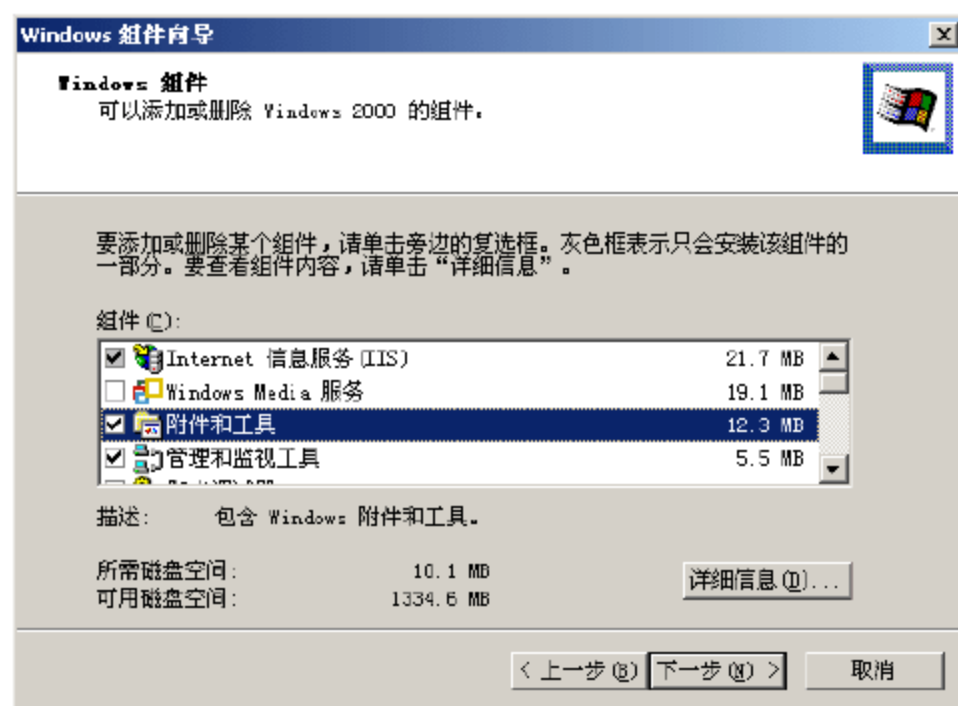 Windows 组件向导
Windows 组件
可以添加或删除 Windows 2000 的组件。
要添加或删除某个组件，请单击旁边的复选框。灰色框表示只会安装该组件的
一部分。要查看组件内容，请单击“详细信息”。
组件(C):
Internet 信息服务(IIS) 21.7 MB
Windows Media 服务 19.1 MB
附件和工具 12.3 MB
管理和监视工具 5.5 MB
描述: 包含 Windows 附件和工具。
所需磁盘空间: 10.1 MB
可用磁盘空间: 1334.6 MB
详细信息(D)...
< 上一步(B) 下一步(N) > 取消